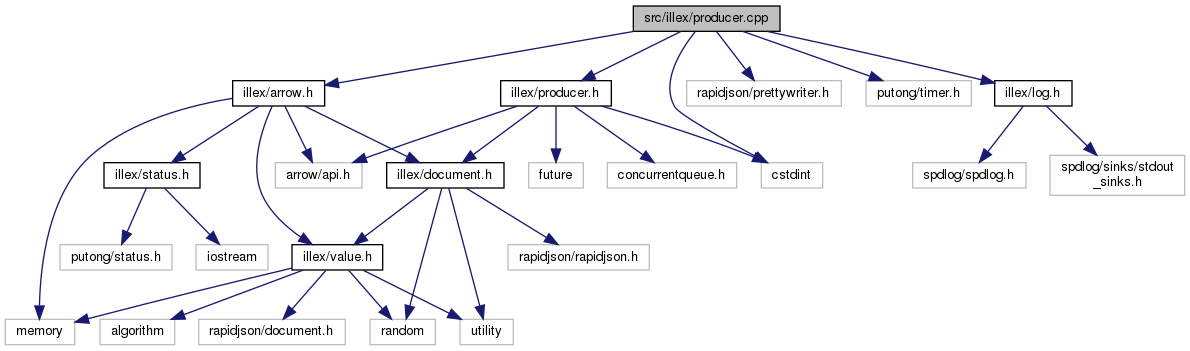 src/illex/producer.cpp
illex/arrow.h
illex/producer.h
rapidjson/prettywriter.h
putong/timer.h
illex/log.h
illex/status.h
arrow/api.h
illex/document.h
future
concurrentqueue.h
cstdint
spdlog/spdlog.h
spdlog/sinks/stdout
_sinks.h
putong/status.h
iostream
illex/value.h
rapidjson/rapidjson.h
memory
algorithm
rapidjson/document.h
random
utility